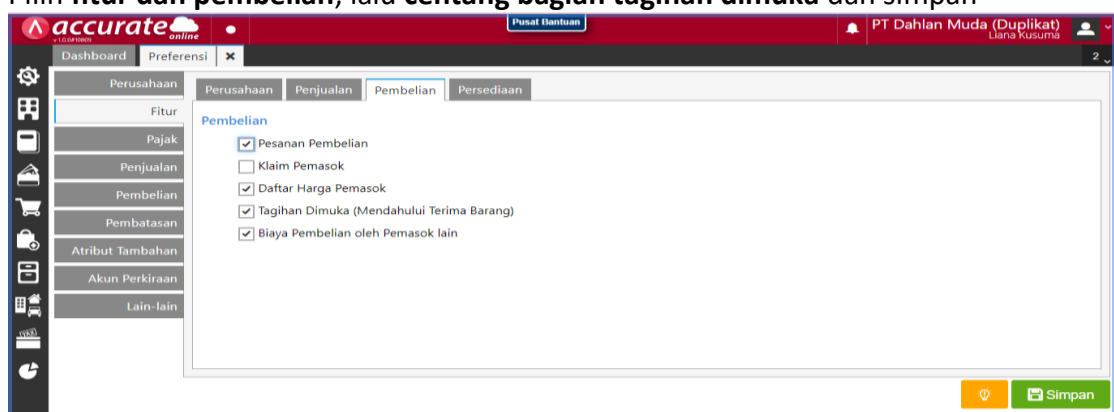 Pilih fitur dan pembelian, lalu centang bagian tagihan dimuka dan simpan
accurate online
Pusat Bantuan
PT Dahlan Muda (Duplikat)
Liana Kusuma
Dashboard Preferensi
2
Perusahaan
Fitur
Pajak
Penjualan
Pembelian
Pembatasan
Atribut Tambahan
Akun Perkiraan
Lain-lain
Perusahaan Penjualan Pembelian Persediaan
Pembelian
Pesanan Pembelian
Klaim Pemasok
Daftar Harga Pemasok
Tagihan Dimuka (Mendahului Terima Barang)
Biaya Pembelian oleh Pemasok lain
Simpan